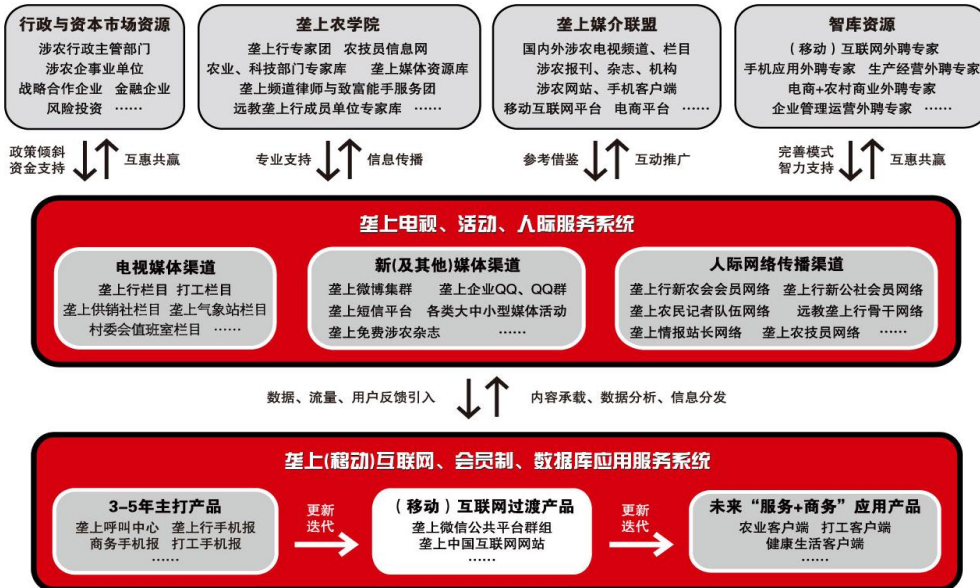 行政与资本市场资源
涉农行政主管部门
涉农企事业单位
战略合作企业 金融企业
风险投资 ……
垄上农学院
垄上行专家团 农技员信息网
农业、科技部门专家库 垄上媒体资源库
垄上频道律师与致富能手服务团
远教垄上行成员单位专家库 ……
垄上媒介联盟
国内外涉农电视频道、栏目
涉农报刊、杂志、机构
涉农网站、手机客户端
移动互联网平台 电商平台 ……
智库资源
（移动）互联网外聘专家
手机应用外聘专家 生产经营外聘专家
电商+农村商业外聘专家
企业管理运营外聘专家 ……
政策倾斜
资金支持
互惠共赢
专业支持
信息传播
参考借鉴
互动推广
完善模式
智力支持
互惠共赢
垄上电视、活动、人际服务系统
电视媒体渠道
垄上行栏目 打工栏目
垄上供销社栏目 垄上气象站栏目
村委会值班室栏目 ……
新(及其他)媒体渠道
垄上微博集群 垄上企业QQ、QQ群
垄上短信平台 各类大中小型媒体活动
垄上免费涉农杂志 ……
人际网络传播渠道
垄上行新农会会员网络 垄上行新公社会员网络
垄上农民记者队伍网络 远教垄上行骨干网络
垄上情报站长网络 垄上农技员网络 ……
数据、流量、用户反馈引入
内容承载、数据分析、信息分发
垄上(移动)互联网、会员制、数据库应用服务系统
3-5年主打产品
垄上呼叫中心 垄上行手机报
商务手机报 打工手机报
……
更新
迭代
（移动）互联网过渡产品
垄上微信公共平台群组
垄上中国互联网网站
……
更新
迭代
未来“服务+商务”应用产品
农业客户端 打工客户端
健康生活客户端
……